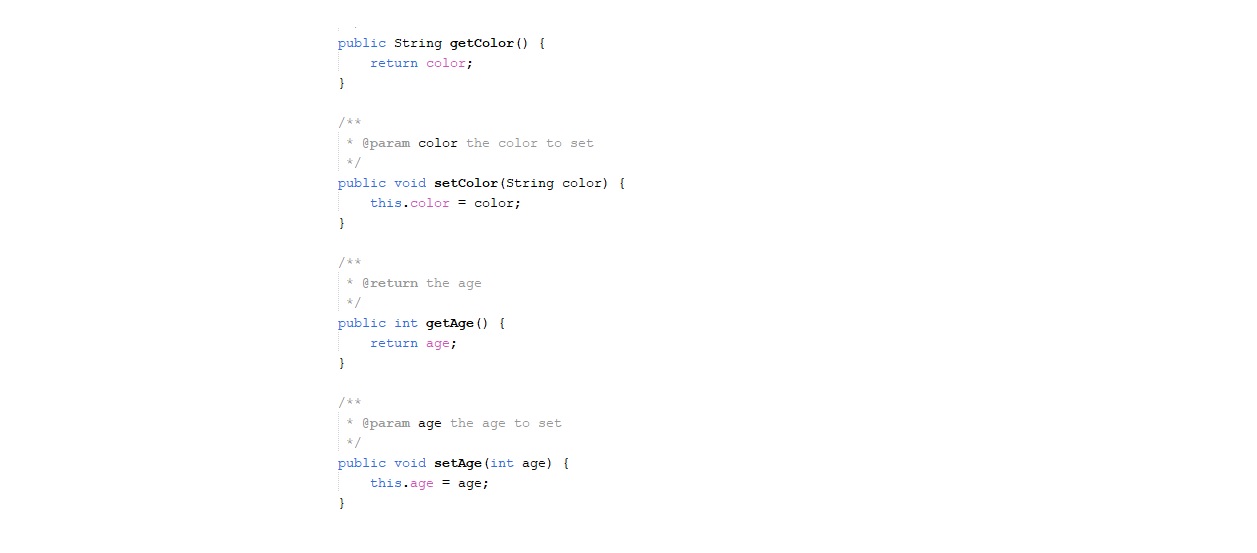 public String getColor() {
    return color;
}

/**
 * @param color the color to set
 */
public void setColor(String color) {
    this.color = color;
}

/**
 * @return the age
 */
public int getAge() {
    return age;
}

/**
 * @param age the age to set
 */
public void setAge(int age) {
    this.age = age;
}